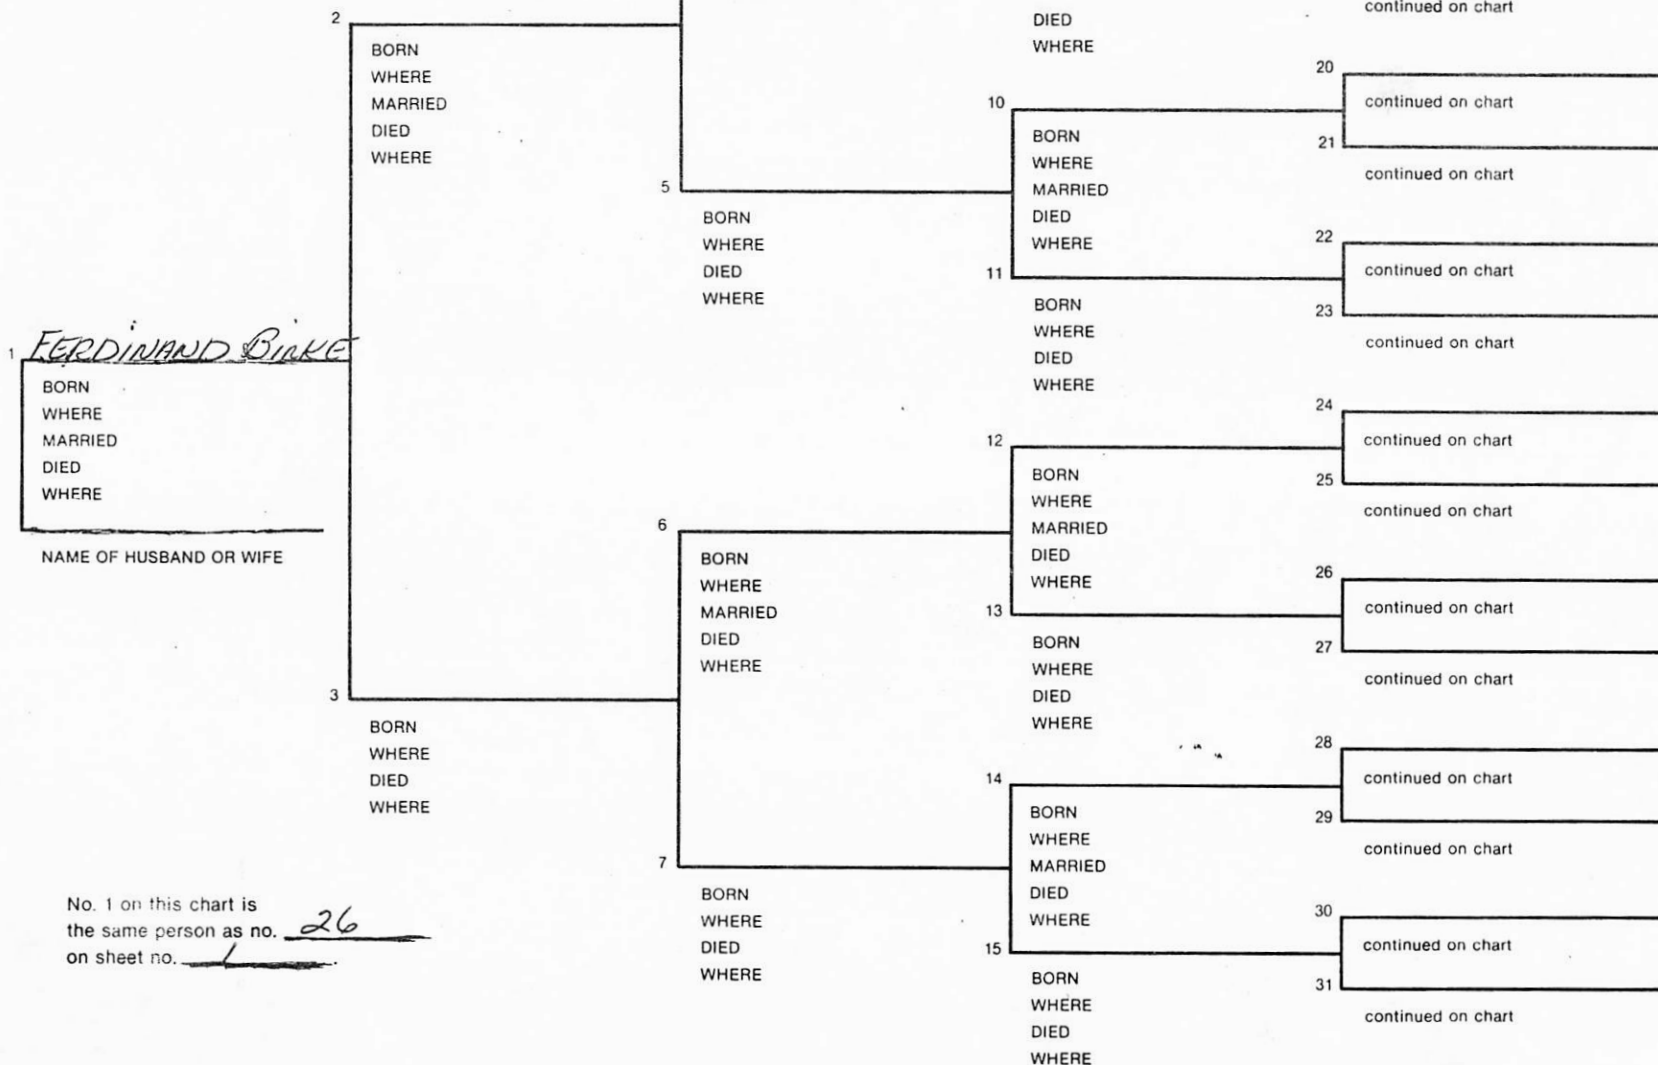 continued on chart
2
BORN
WHERE
MARRIED
DIED
WHERE
DIED
WHERE
20
continued on chart
21
continued on chart
10
BORN
WHERE
MARRIED
DIED
WHERE
5
BORN
WHERE
DIED
WHERE
22
continued on chart
23
continued on chart
11
BORN
WHERE
DIED
WHERE
1 FERDINAND BINKE
BORN
WHERE
MARRIED
DIED
WHERE
NAME OF HUSBAND OR WIFE
24
continued on chart
25
continued on chart
12
BORN
WHERE
MARRIED
DIED
WHERE
6
BORN
WHERE
MARRIED
DIED
WHERE
26
continued on chart
27
continued on chart
13
BORN
WHERE
DIED
WHERE
3
BORN
WHERE
DIED
WHERE
28
continued on chart
29
continued on chart
14
BORN
WHERE
MARRIED
DIED
WHERE
7
BORN
WHERE
DIED
WHERE
30
continued on chart
31
continued on chart
15
BORN
WHERE
DIED
WHERE
No. 1 on this chart is
the same person as no. 26
on sheet no. 1.